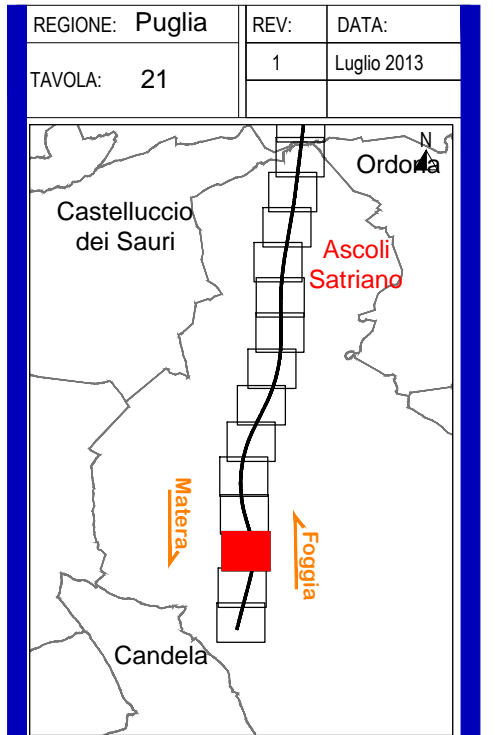 REGIONE: Puglia
REV:
DATA:
TAVOLA: 21
1
Luglio 2013
N
Ordona
Castelluccio
dei Sauri
Ascoli
Satriano
Matera
Foggia
Candela